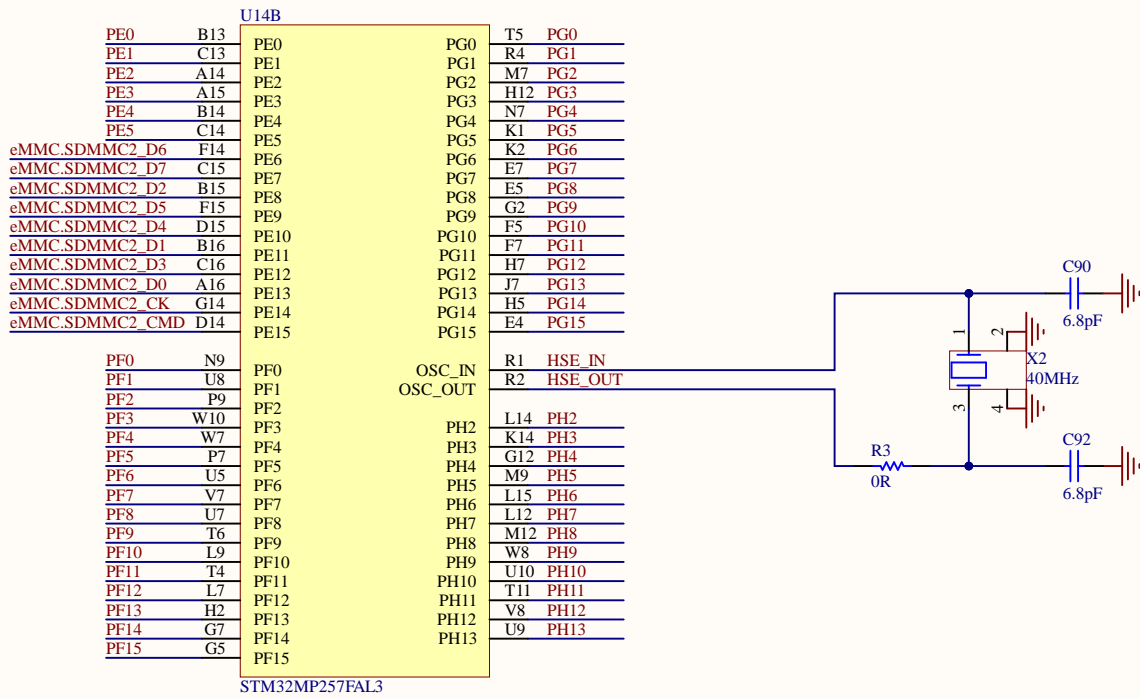 U14B
PE0 B13 PE0 PG0 T5 PG0
PE1 C13 PE1 PG1 R4 PG1
PE2 A14 PE2 PG2 M7 PG2
PE3 A15 PE3 PG3 H12 PG3
PE4 B14 PE4 PG4 N7 PG4
PE5 C14 PE5 PG5 K1 PG5
eMMC.SDMMC2_D6 F14 PE6 PG6 K2 PG6
eMMC.SDMMC2_D7 C15 PE7 PG7 E7 PG7
eMMC.SDMMC2_D2 B15 PE8 PG8 E5 PG8
eMMC.SDMMC2_D5 F15 PE9 PG9 G2 PG9
eMMC.SDMMC2_D4 D15 PE10 PG10 F5 PG10
eMMC.SDMMC2_D1 B16 PE11 PG11 F7 PG11
eMMC.SDMMC2_D3 C16 PE12 PG12 H7 PG12
eMMC.SDMMC2_D0 A16 PE13 PG13 J7 PG13
eMMC.SDMMC2_CK G14 PE14 PG14 H5 PG14
eMMC.SDMMC2_CMD D14 PE15 PG15 E4 PG15
PF0 N9 PF0 OSC_IN R1 HSE_IN
PF1 U8 PF1 OSC_OUT R2 HSE_OUT
PF2 P9 PF2
PF3 W10 PF3 PH2 L14 PH2
PF4 W7 PF4 PH3 K14 PH3
PF5 P7 PF5 PH4 G12 PH4
PF6 U5 PF6 PH5 M9 PH5
PF7 V7 PF7 PH6 L15 PH6
PF8 U7 PF8 PH7 L12 PH7
PF9 T6 PF9 PH8 M12 PH8
PF10 L9 PF10 PH9 W8 PH9
PF11 T4 PF11 PH10 U10 PH10
PF12 L7 PF12 PH11 T11 PH11
PF13 H2 PF13 PH12 V8 PH12
PF14 G7 PF14 PH13 U9 PH13
PF15 G5 PF15
STM32MP257FAL3
C90
6.8pF
1 2
X2
40MHz
3 4
R3
0R
C92
6.8pF